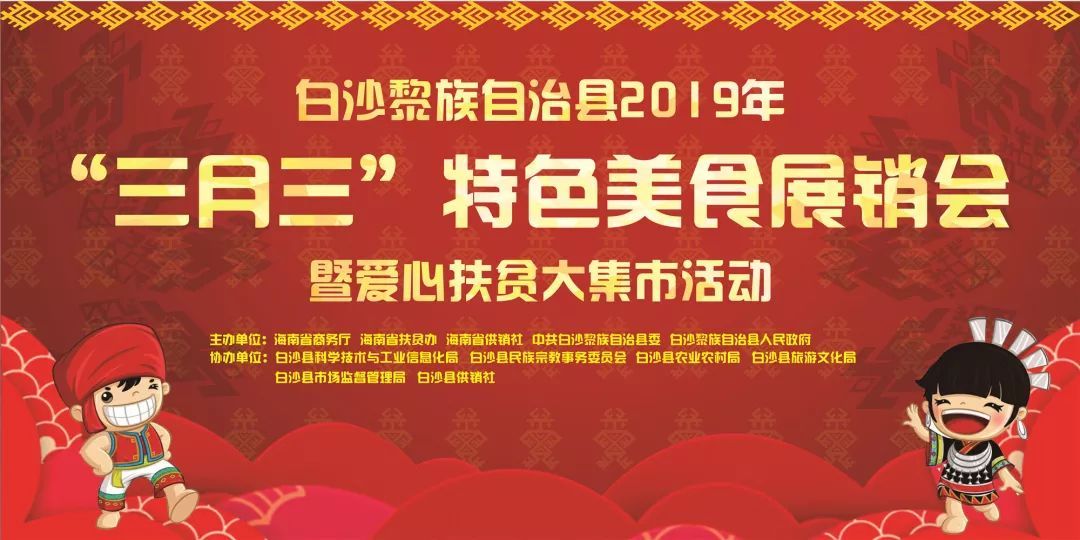 白沙黎族自治县2019年
“三月三”特色美食展销会
暨爱心扶贫大集市活动
主办单位：海南省商务厅 海南省扶贫办 海南省供销社 中共白沙黎族自治县委 白沙黎族自治县人民政府
协办单位：白沙县科学技术与工业信息化局 白沙县民族宗教事务委员会 白沙县农业农村局 白沙县旅游文化局
白沙县市场监督管理局 白沙县供销社